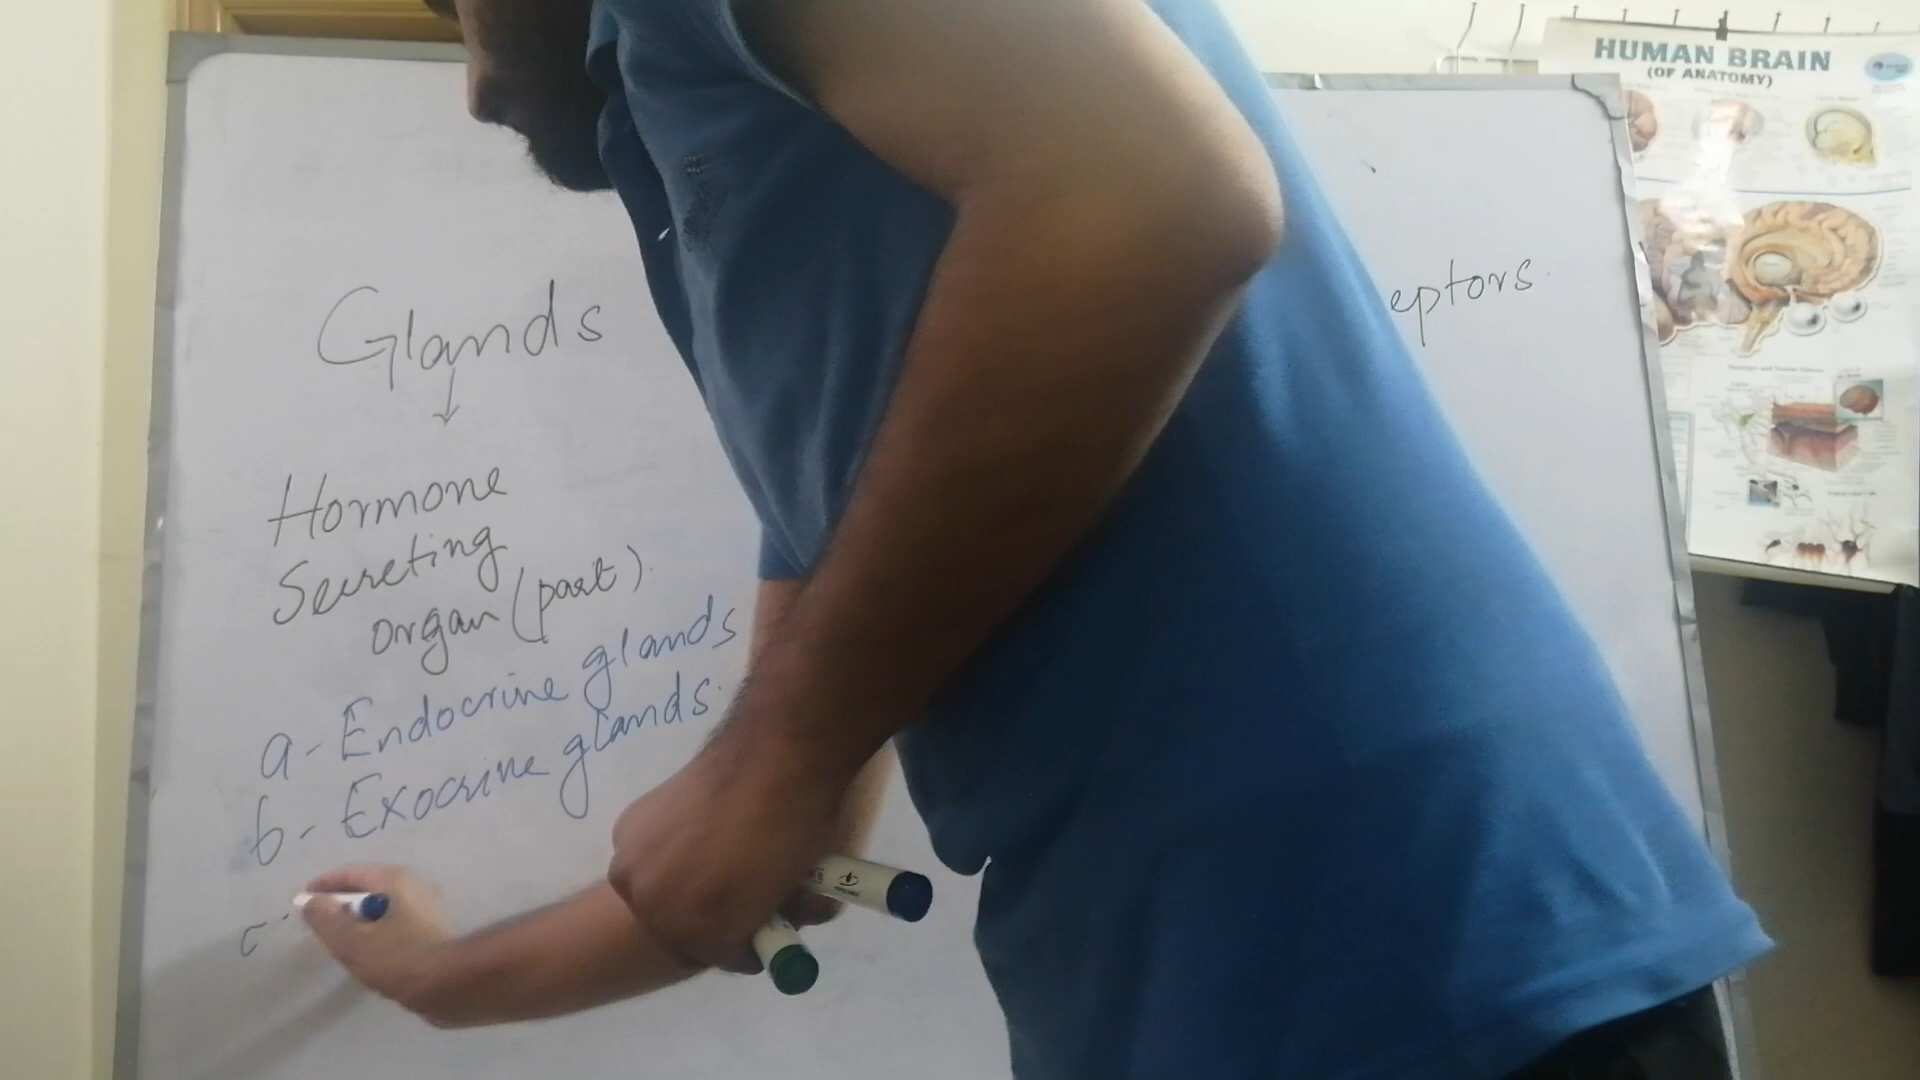 HUMAN BRAIN
(OF ANATOMY)
Glands
eptors
Hormone
Secreting
organ (part).
a - Endocrine glands
b - Exocrine glands.
c -